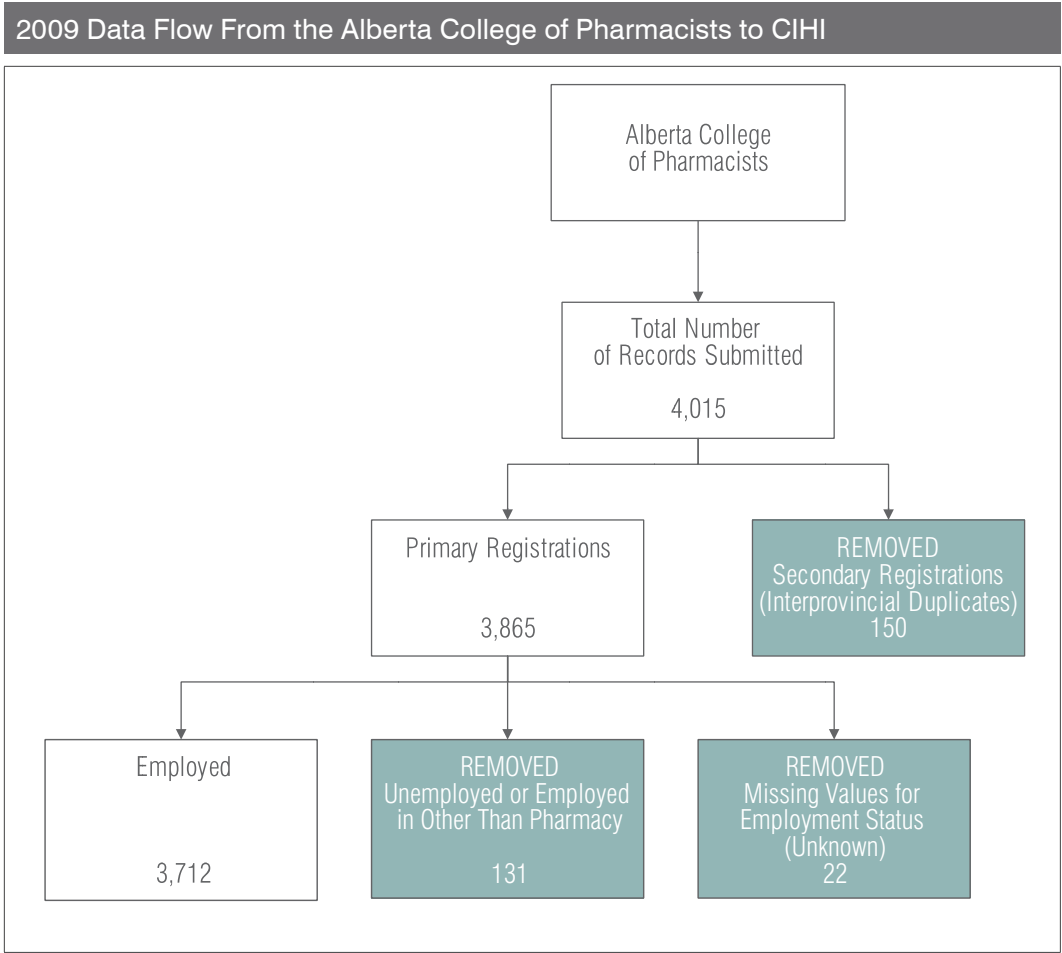 2009 Data Flow From the Alberta College of Pharmacists to CIHI
Alberta College
of Pharmacists
Total Number
of Records Submitted
4,015
Primary Registrations
3,865
REMOVED
Secondary Registrations
(Interprovincial Duplicates)
150
Employed
3,712
REMOVED
Unemployed or Employed
in Other Than Pharmacy
131
REMOVED
Missing Values for
Employment Status
(Unknown)
22